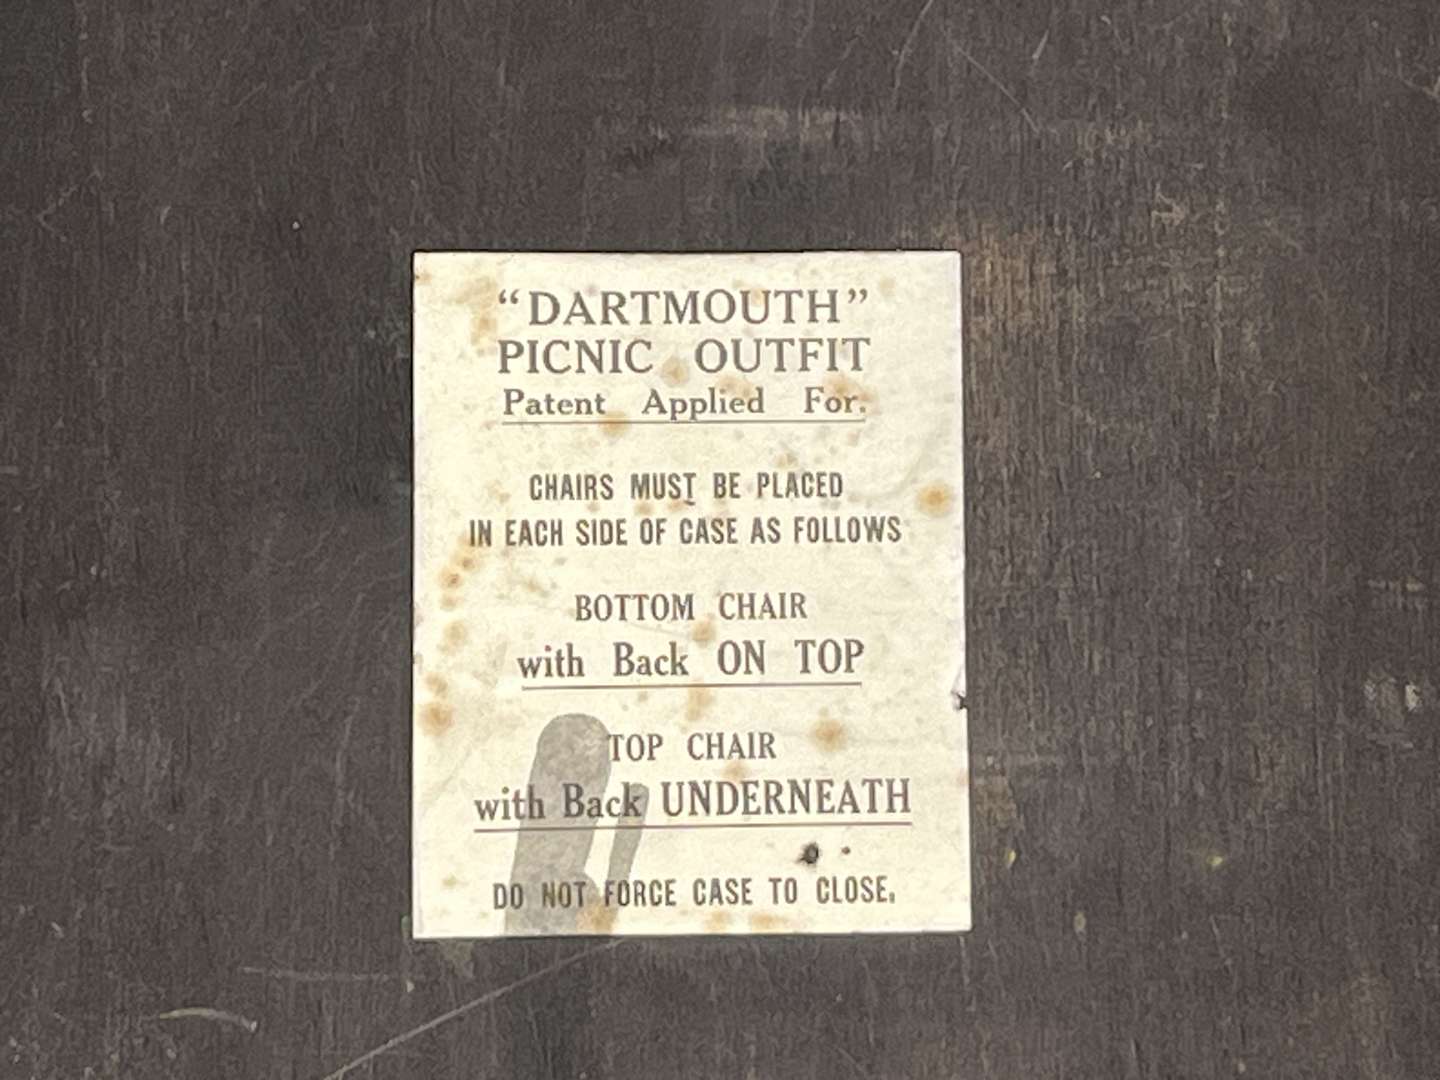 “DARTMOUTH”
PICNIC OUTFIT
Patent Applied For.
CHAIRS MUST BE PLACED
IN EACH SIDE OF CASE AS FOLLOWS
BOTTOM CHAIR
with Back ON TOP
TOP CHAIR
with Back UNDERNEATH
DO NOT FORCE CASE TO CLOSE.